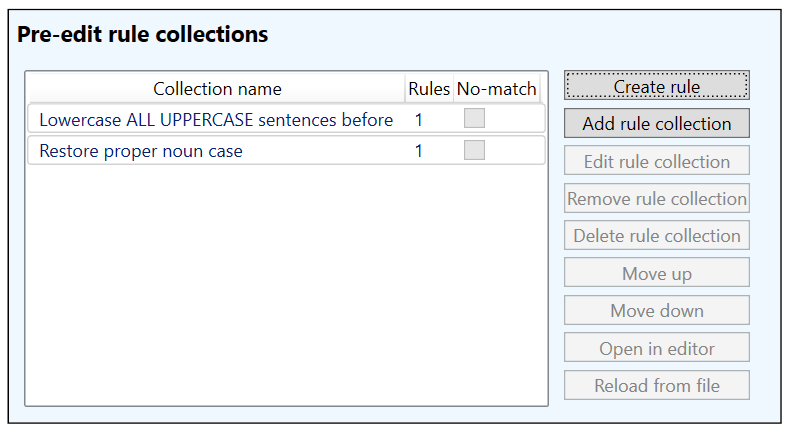 Pre-edit rule collections
Collection name Rules No-match
Lowercase ALL UPPERCASE sentences before 1
Restore proper noun case 1
Create rule
Add rule collection
Edit rule collection
Remove rule collection
Delete rule collection
Move up
Move down
Open in editor
Reload from file